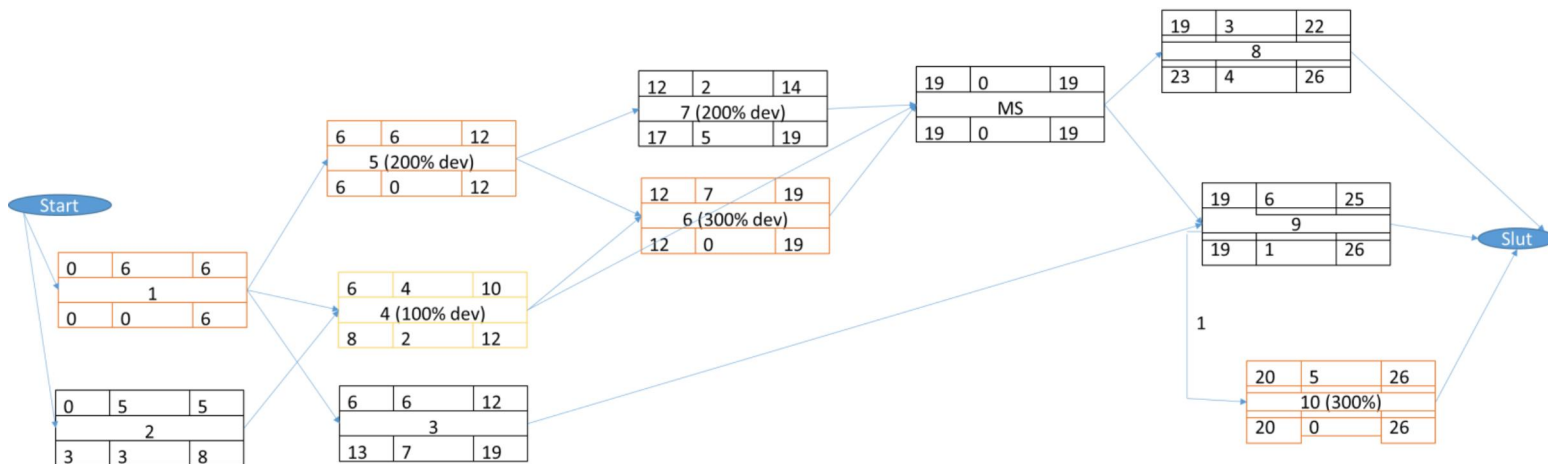 Start
0 6 6
1
0 0 6
0 5 5
2
3 3 8
6 6 12
5 (200% dev)
6 0 12
6 4 10
4 (100% dev)
8 2 12
6 6 12
3
13 7 19
12 2 14
7 (200% dev)
17 5 19
12 7 19
6 (300% dev)
12 0 19
19 0 19
MS
19 0 19
19 3 22
8
23 4 26
19 6 25
9
19 1 26
1
20 5 26
10 (300%)
20 0 26
Slut